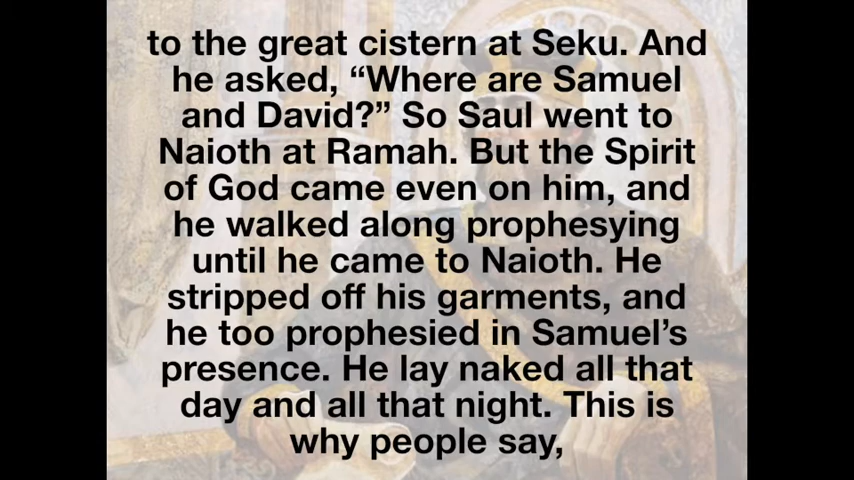 to the great cistern at Seku. And
he asked, “Where are Samuel
and David?” So Saul went to
Naioth at Ramah. But the Spirit
of God came even on him, and
he walked along prophesying
until he came to Naioth. He
stripped off his garments, and
he too prophesied in Samuel’s
presence. He lay naked all that
day and all that night. This is
why people say,